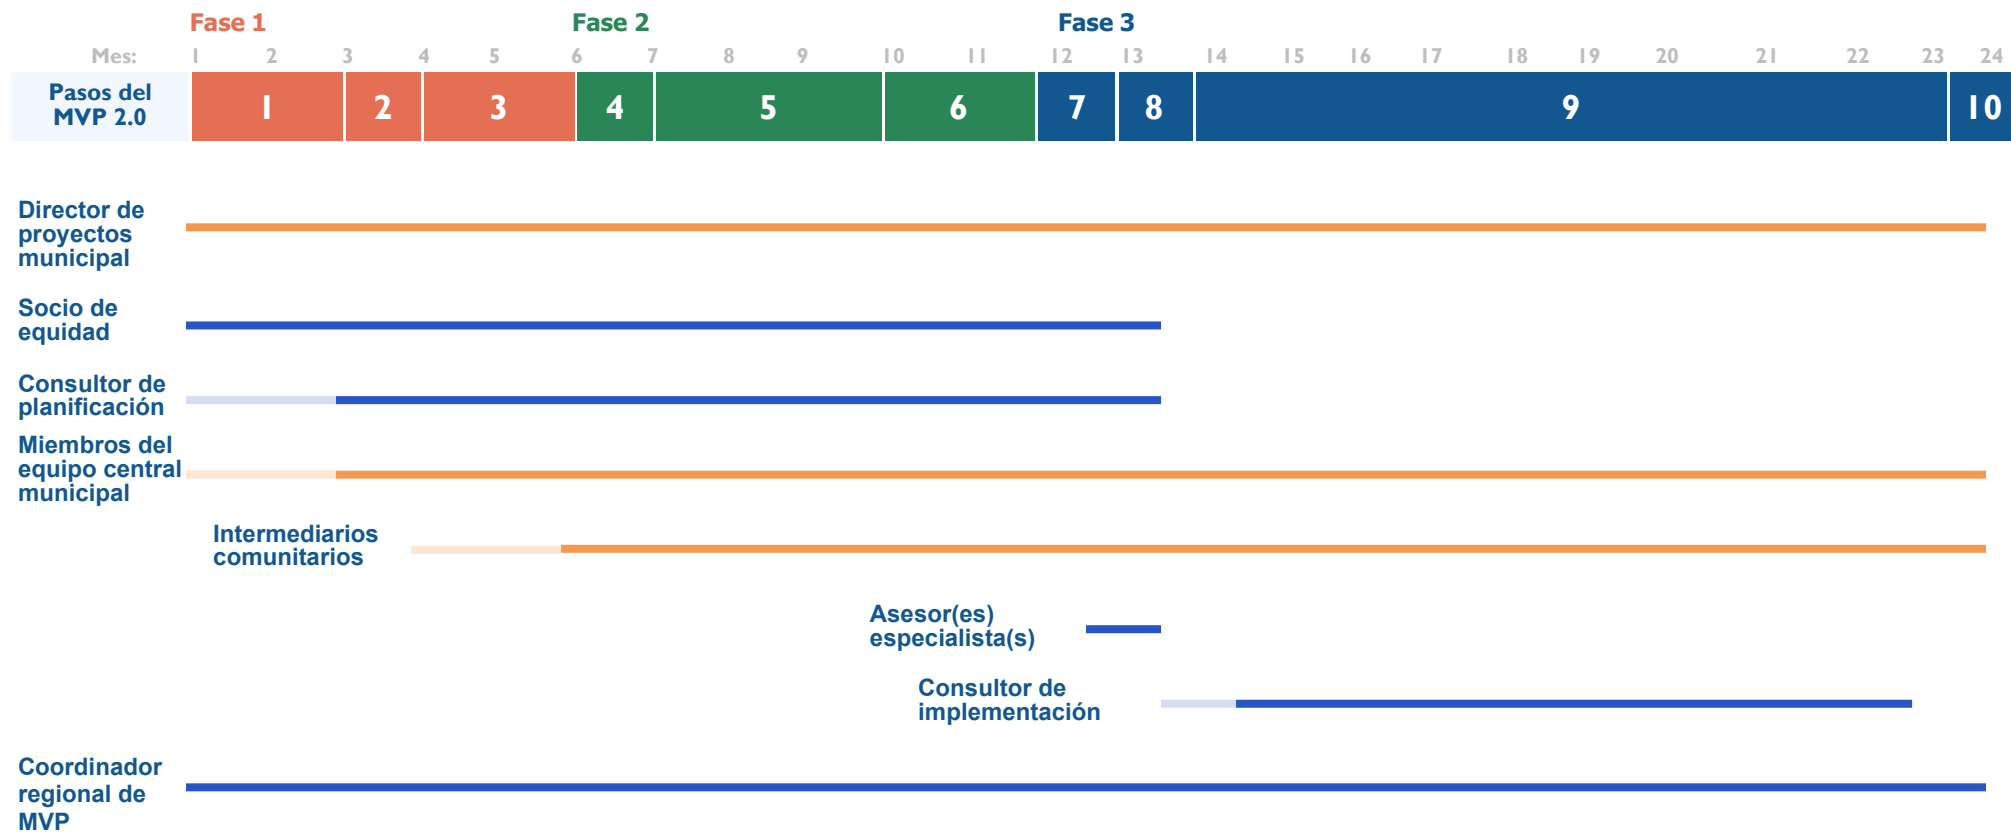 Fase 1 Fase 2 Fase 3
Mes: 1 2 3 4 5 6 7 8 9 10 11 12 13 14 15 16 17 18 19 20 21 22 23 24
Pasos del
MVP 2.0
1 2 3 4 5 6 7 8 9 10
Director de
proyectos
municipal
Socio de
equidad
Consultor de
planificación
Miembros del
equipo central
municipal
Intermediarios
comunitarios
Asesor(es)
especialista(s)
Consultor de
implementación
Coordinador
regional de
MVP